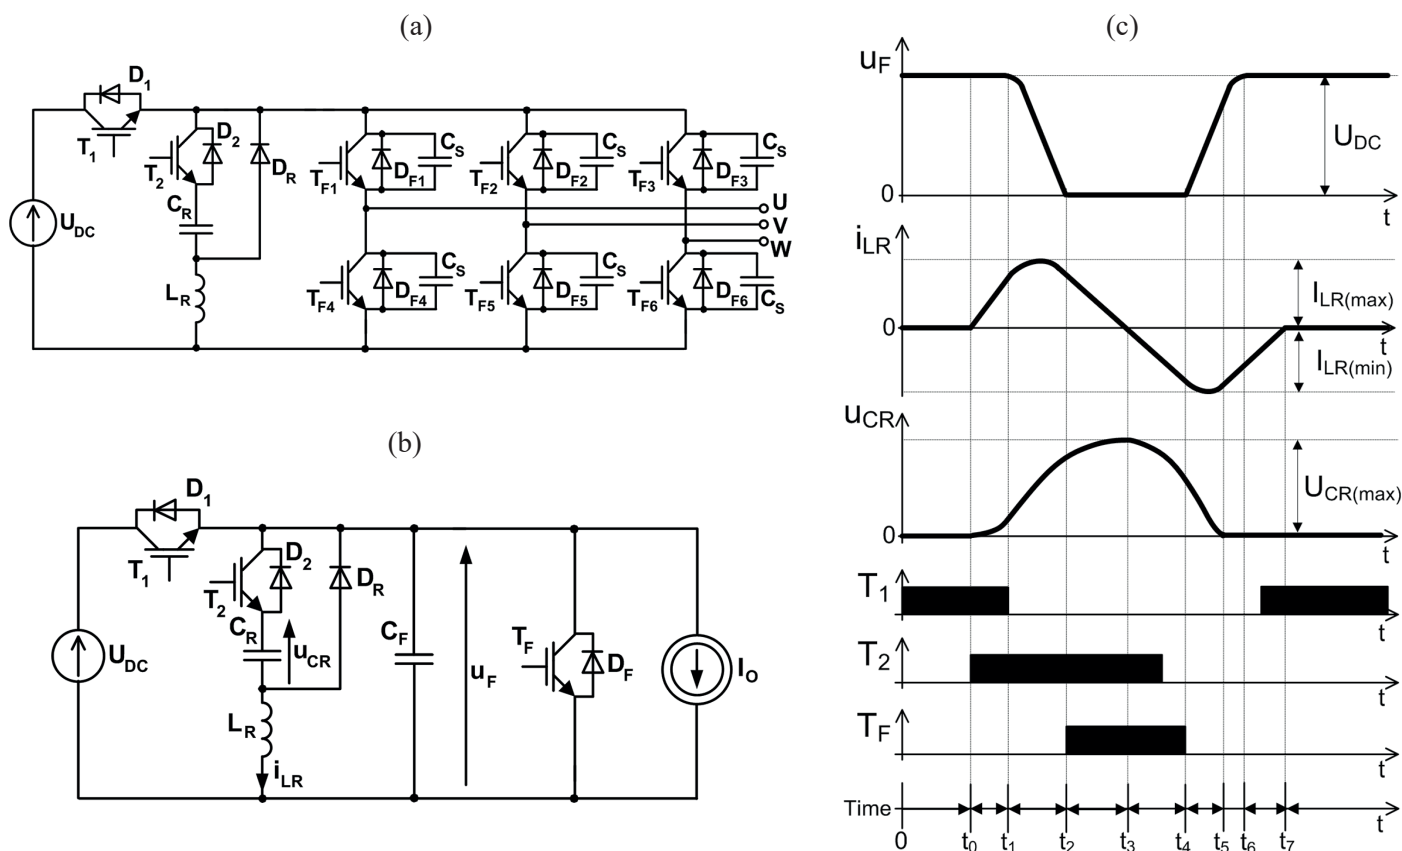 (a)
D1
T1
T2
D2
DR
CR
LR
UDC
TF1
DF1
CS
TF2
DF2
CS
TF3
DF3
CS
U
V
W
TF4
DF4
CS
TF5
DF5
CS
TF6
DF6
CS
(b)
D1
T1
T2
D2
DR
CR
uCR
UDC
LR
iLR
CF
uF
TF
DF
IO
(c)
uF
UDC
0
t
iLR
ILR(max)
0
t
ILR(min)
uCR
UCR(max)
0
t
T1
t
T2
t
TF
t
Time
t
0 t0 t1 t2 t3 t4 t5 t6 t7